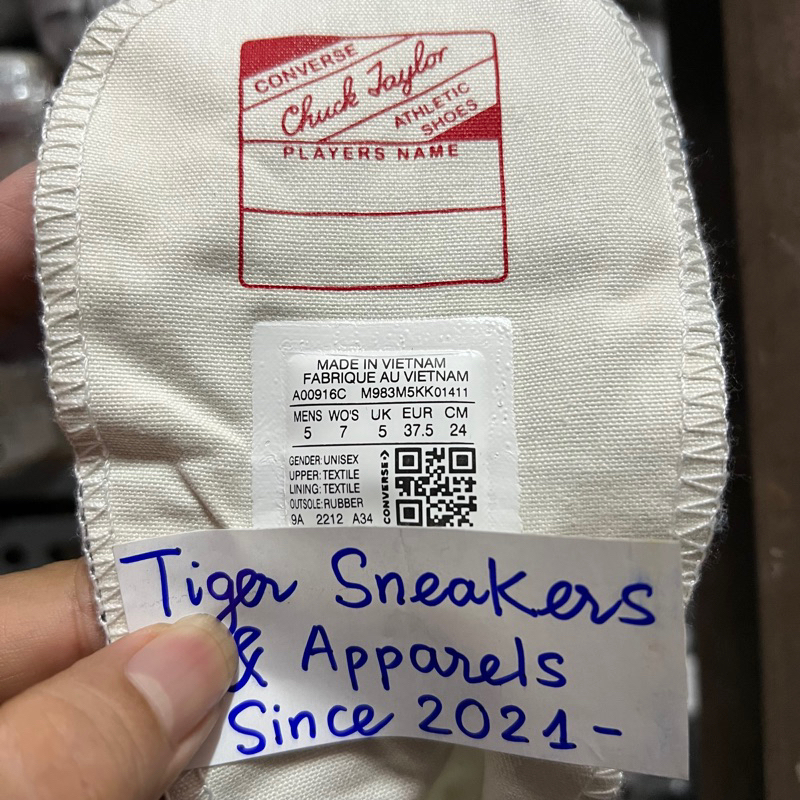 CONVERSE
Chuck Taylor
ATHLETIC
SHOES
PLAYERS NAME
MADE IN VIETNAM
FABRIQUE AU VIETNAM
A00916C M983M5KK01411
MENS WO'S UK EUR CM
5 7 5 37.5 24
GENDER: UNISEX
UPPER: TEXTILE
LINING: TEXTILE
OUTSOLE: RUBBER
9A 2212 A34
CONVERSE
Tiger Sneakers
& Apparels
Since 2021-